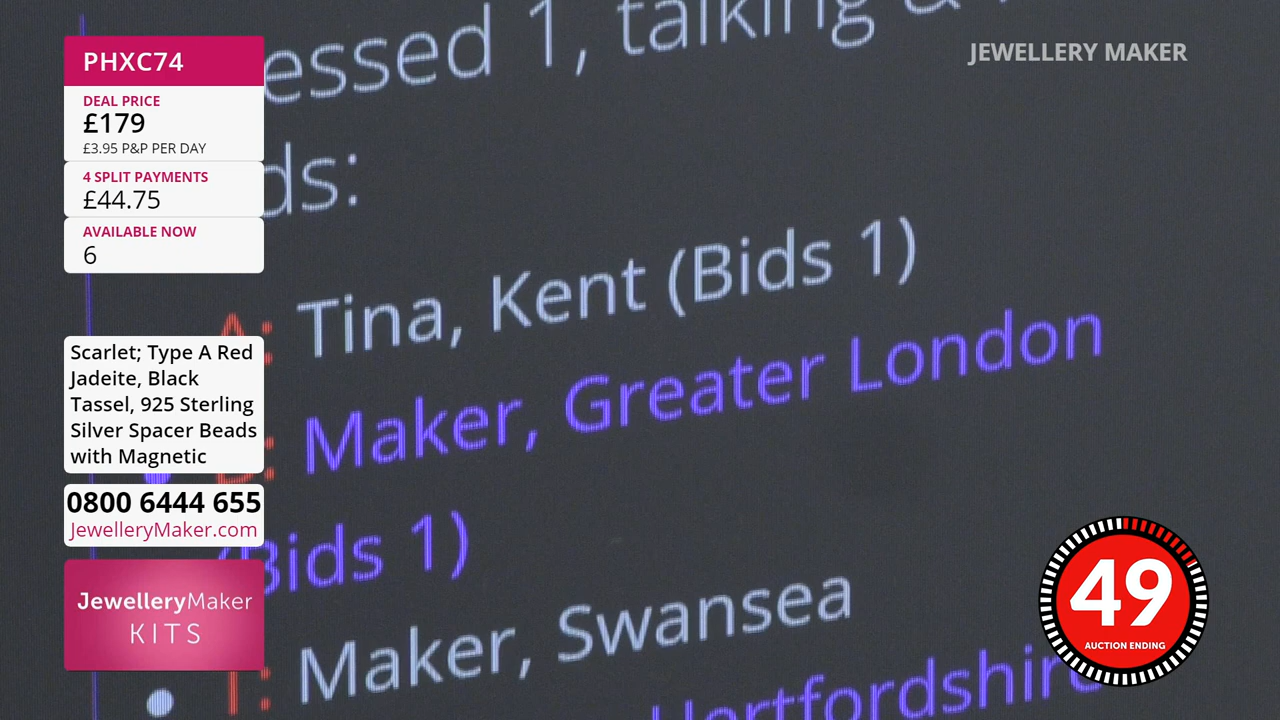 PHXC74
DEAL PRICE
£179
£3.95 P&P PER DAY
4 SPLIT PAYMENTS
£44.75
AVAILABLE NOW
6
Scarlet; Type A Red
Jadeite, Black
Tassel, 925 Sterling
Silver Spacer Beads
with Magnetic
0800 6444 655
JewelleryMaker.com
JewelleryMaker
KITS
JEWELLERY MAKER
essed 1, talking &
ds:
A: Tina, Kent (Bids 1)
Maker, Greater London
(Bids 1)
T: Maker, Swansea
Hertfordshire
49
AUCTION ENDING